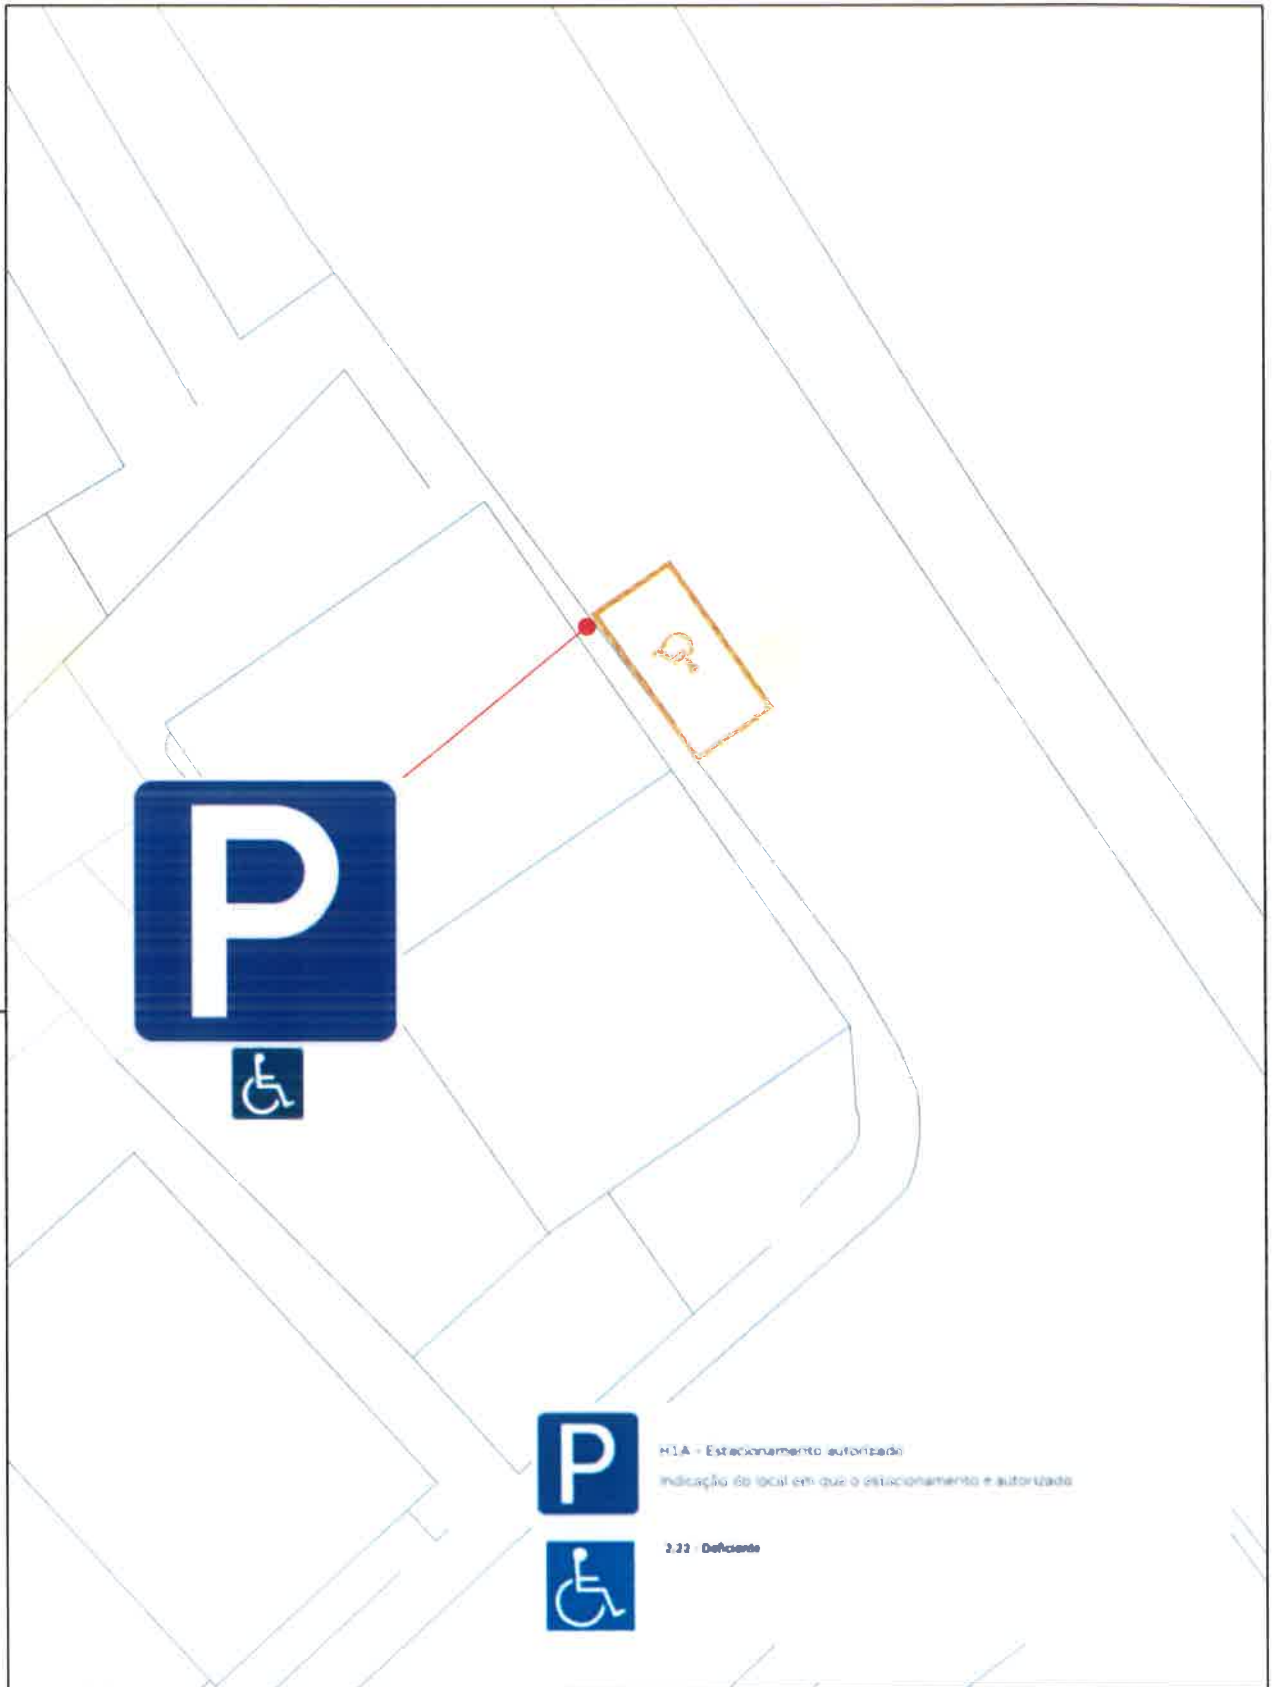 P
P
H1A - Estacionamento autorizado
Indicação do local em que o estacionamento é autorizado
2.22 - Deficiente